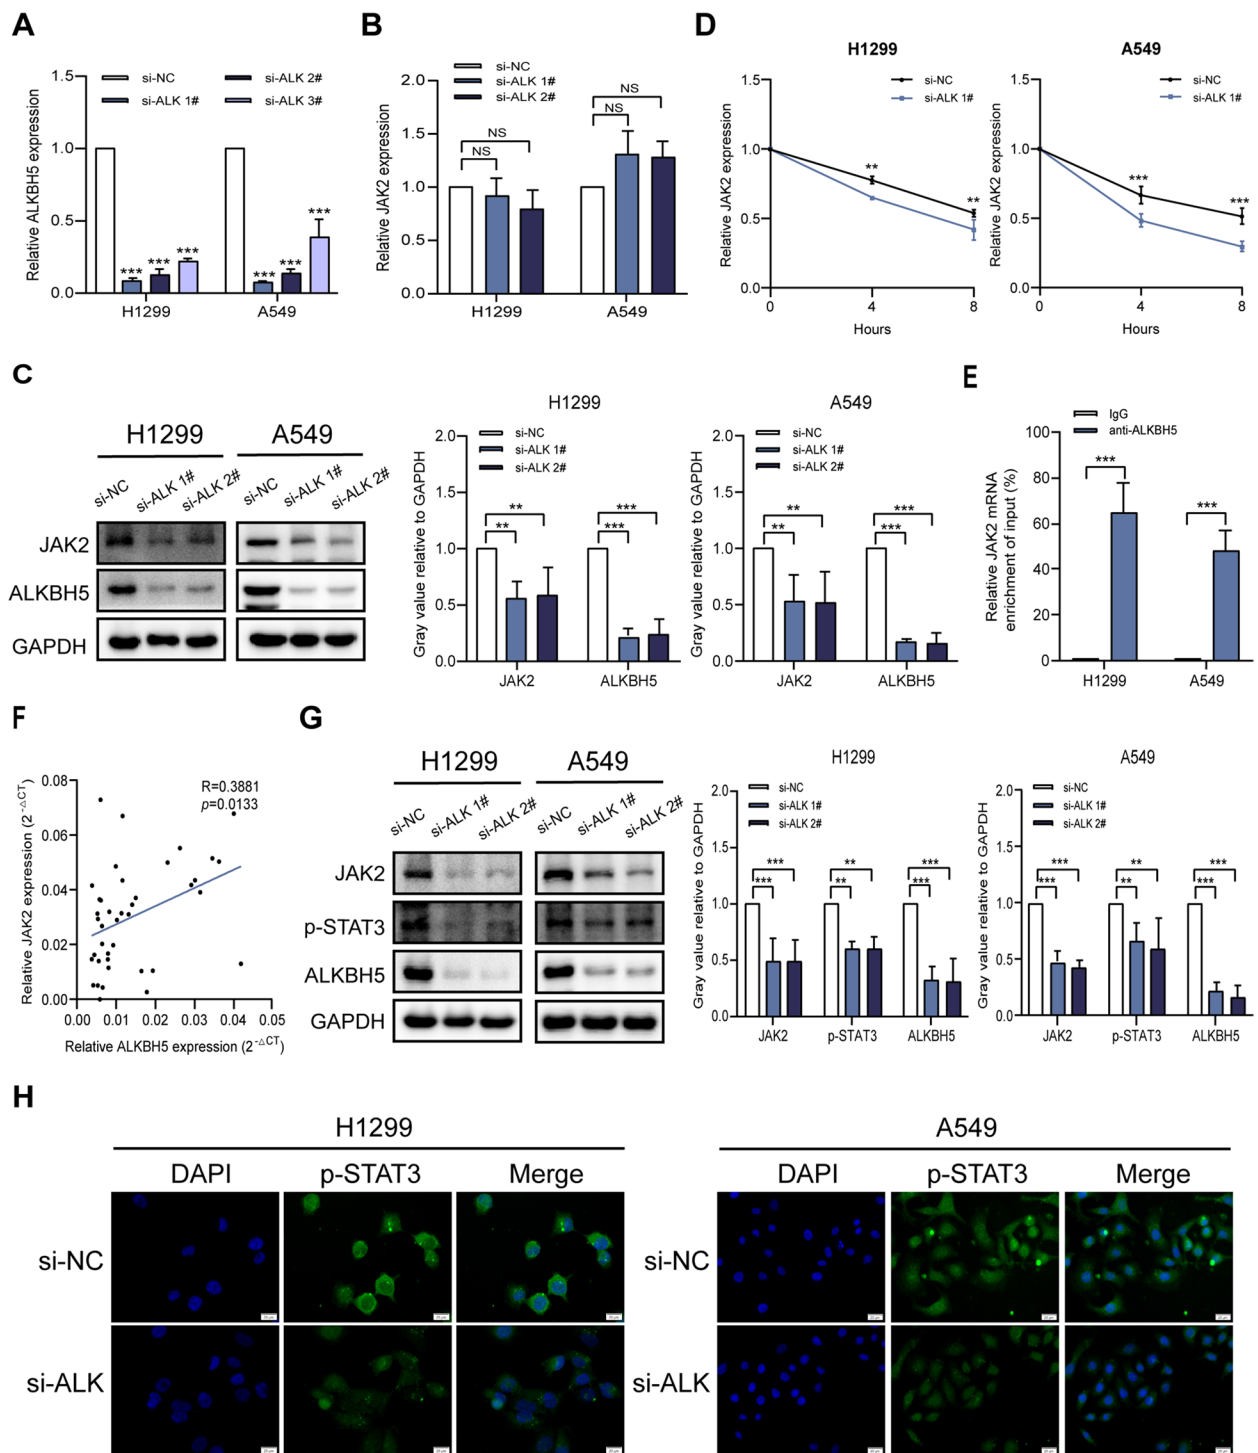 A
1.5
1.0
0.5
0.0
Relative ALKBH5 expression
si-NC
si-ALK 2#
si-ALK 1#
si-ALK 3#
***
***
***
***
***
***
H1299
A549
B
2.0
1.5
1.0
0.5
0.0
Relative JAK2 expression
si-NC
si-ALK 1#
si-ALK 2#
NS
NS
NS
NS
H1299
A549
D
H1299
1.5
1.0
0.5
0.0
Relative JAK2 expression
si-NC
si-ALK 1#
**
**
0
4
8
Hours
A549
1.5
1.0
0.5
0.0
Relative JAK2 expression
si-NC
si-ALK 1#
***
***
0
4
8
Hours
C
H1299
A549
si-NC
si-ALK 1#
si-ALK 2#
si-NC
si-ALK 1#
si-ALK 2#
JAK2
ALKBH5
GAPDH
H1299
2.0
1.5
1.0
0.5
0.0
Gray value relative to GAPDH
si-NC
si-ALK 1#
si-ALK 2#
**
**
***
***
JAK2
ALKBH5
A549
2.0
1.5
1.0
0.5
0.0
Gray value relative to GAPDH
si-NC
si-ALK 1#
si-ALK 2#
**
**
***
***
JAK2
ALKBH5
E
IgG
anti-ALKBH5
100
80
60
40
20
0
Relative JAK2 mRNA
enrichment of input (%)
***
***
H1299
A549
F
0.08
0.06
0.04
0.02
0.00
Relative JAK2 expression (2^-△CT)
R=0.3881
p=0.0133
0.00
0.01
0.02
0.03
0.04
0.05
Relative ALKBH5 expression (2^-△CT)
G
H1299
A549
si-NC
si-ALK 1#
si-ALK 2#
si-NC
si-ALK 1#
si-ALK 2#
JAK2
p-STAT3
ALKBH5
GAPDH
H1299
2.0
1.5
1.0
0.5
0.0
Gray value relative to GAPDH
si-NC
si-ALK 1#
si-ALK 2#
***
***
**
**
***
***
JAK2
p-STAT3
ALKBH5
A549
2.0
1.5
1.0
0.5
0.0
Gray value relative to GAPDH
si-NC
si-ALK 1#
si-ALK 2#
***
***
**
**
***
***
JAK2
p-STAT3
ALKBH5
H
H1299
A549
DAPI
p-STAT3
Merge
DAPI
p-STAT3
Merge
si-NC
si-NC
si-ALK
si-ALK